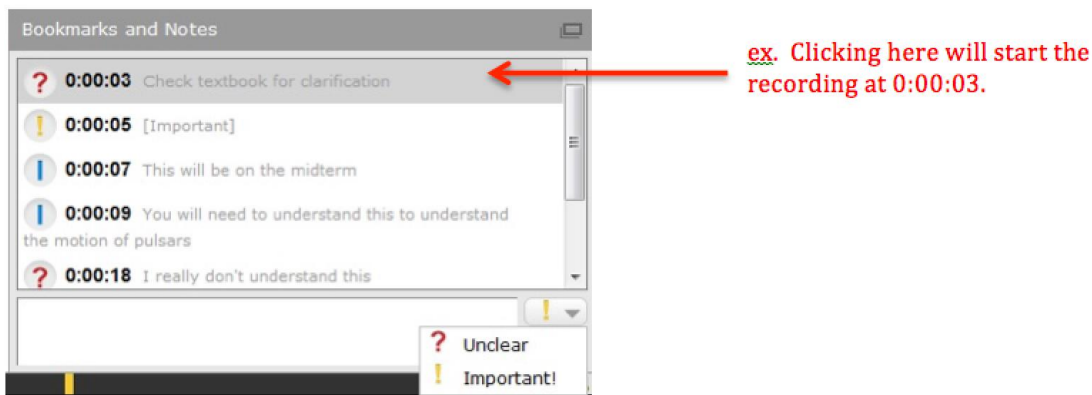 Bookmarks and Notes
0:00:03 Check textbook for clarification
0:00:05 [Important]
0:00:07 This will be on the midterm
0:00:09 You will need to understand this to understand
the motion of pulsars
0:00:18 I really don't understand this
! 
? Unclear
! Important!
ex. Clicking here will start the
recording at 0:00:03.